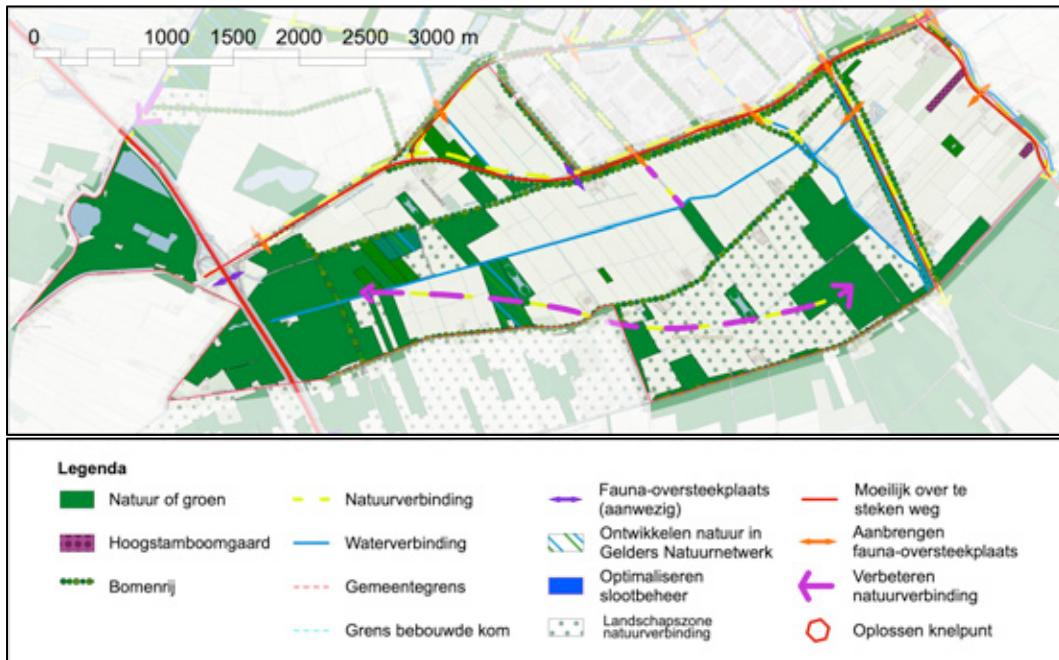 0 1000 1500 2000 2500 3000 m
Legenda
Natuur of groen
Hoogstamboomgaard
Bomenrij
Natuurverbinding
Waterverbinding
Gemeentegrens
Grens bebouwde kom
Fauna-oversteekplaats
(aanwezig)
Ontwikkelen natuur in
Gelders Natuurnetwerk
Optimaliseren
slootbeheer
Landschapszone
natuurverbinding
Moeilijk over te
steken weg
Aanbrengen
fauna-oversteekplaats
Verbeteren
natuurverbinding
Oplossen knelpunt